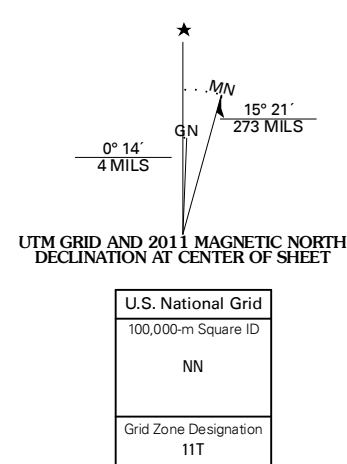 MN
GN
15° 21´
273 MILS
0° 14´
4 MILS
UTM GRID AND 2011 MAGNETIC NORTH
DECLINATION AT CENTER OF SHEET
U.S. National Grid
100,000-m Square ID
NN
Grid Zone Designation
11T